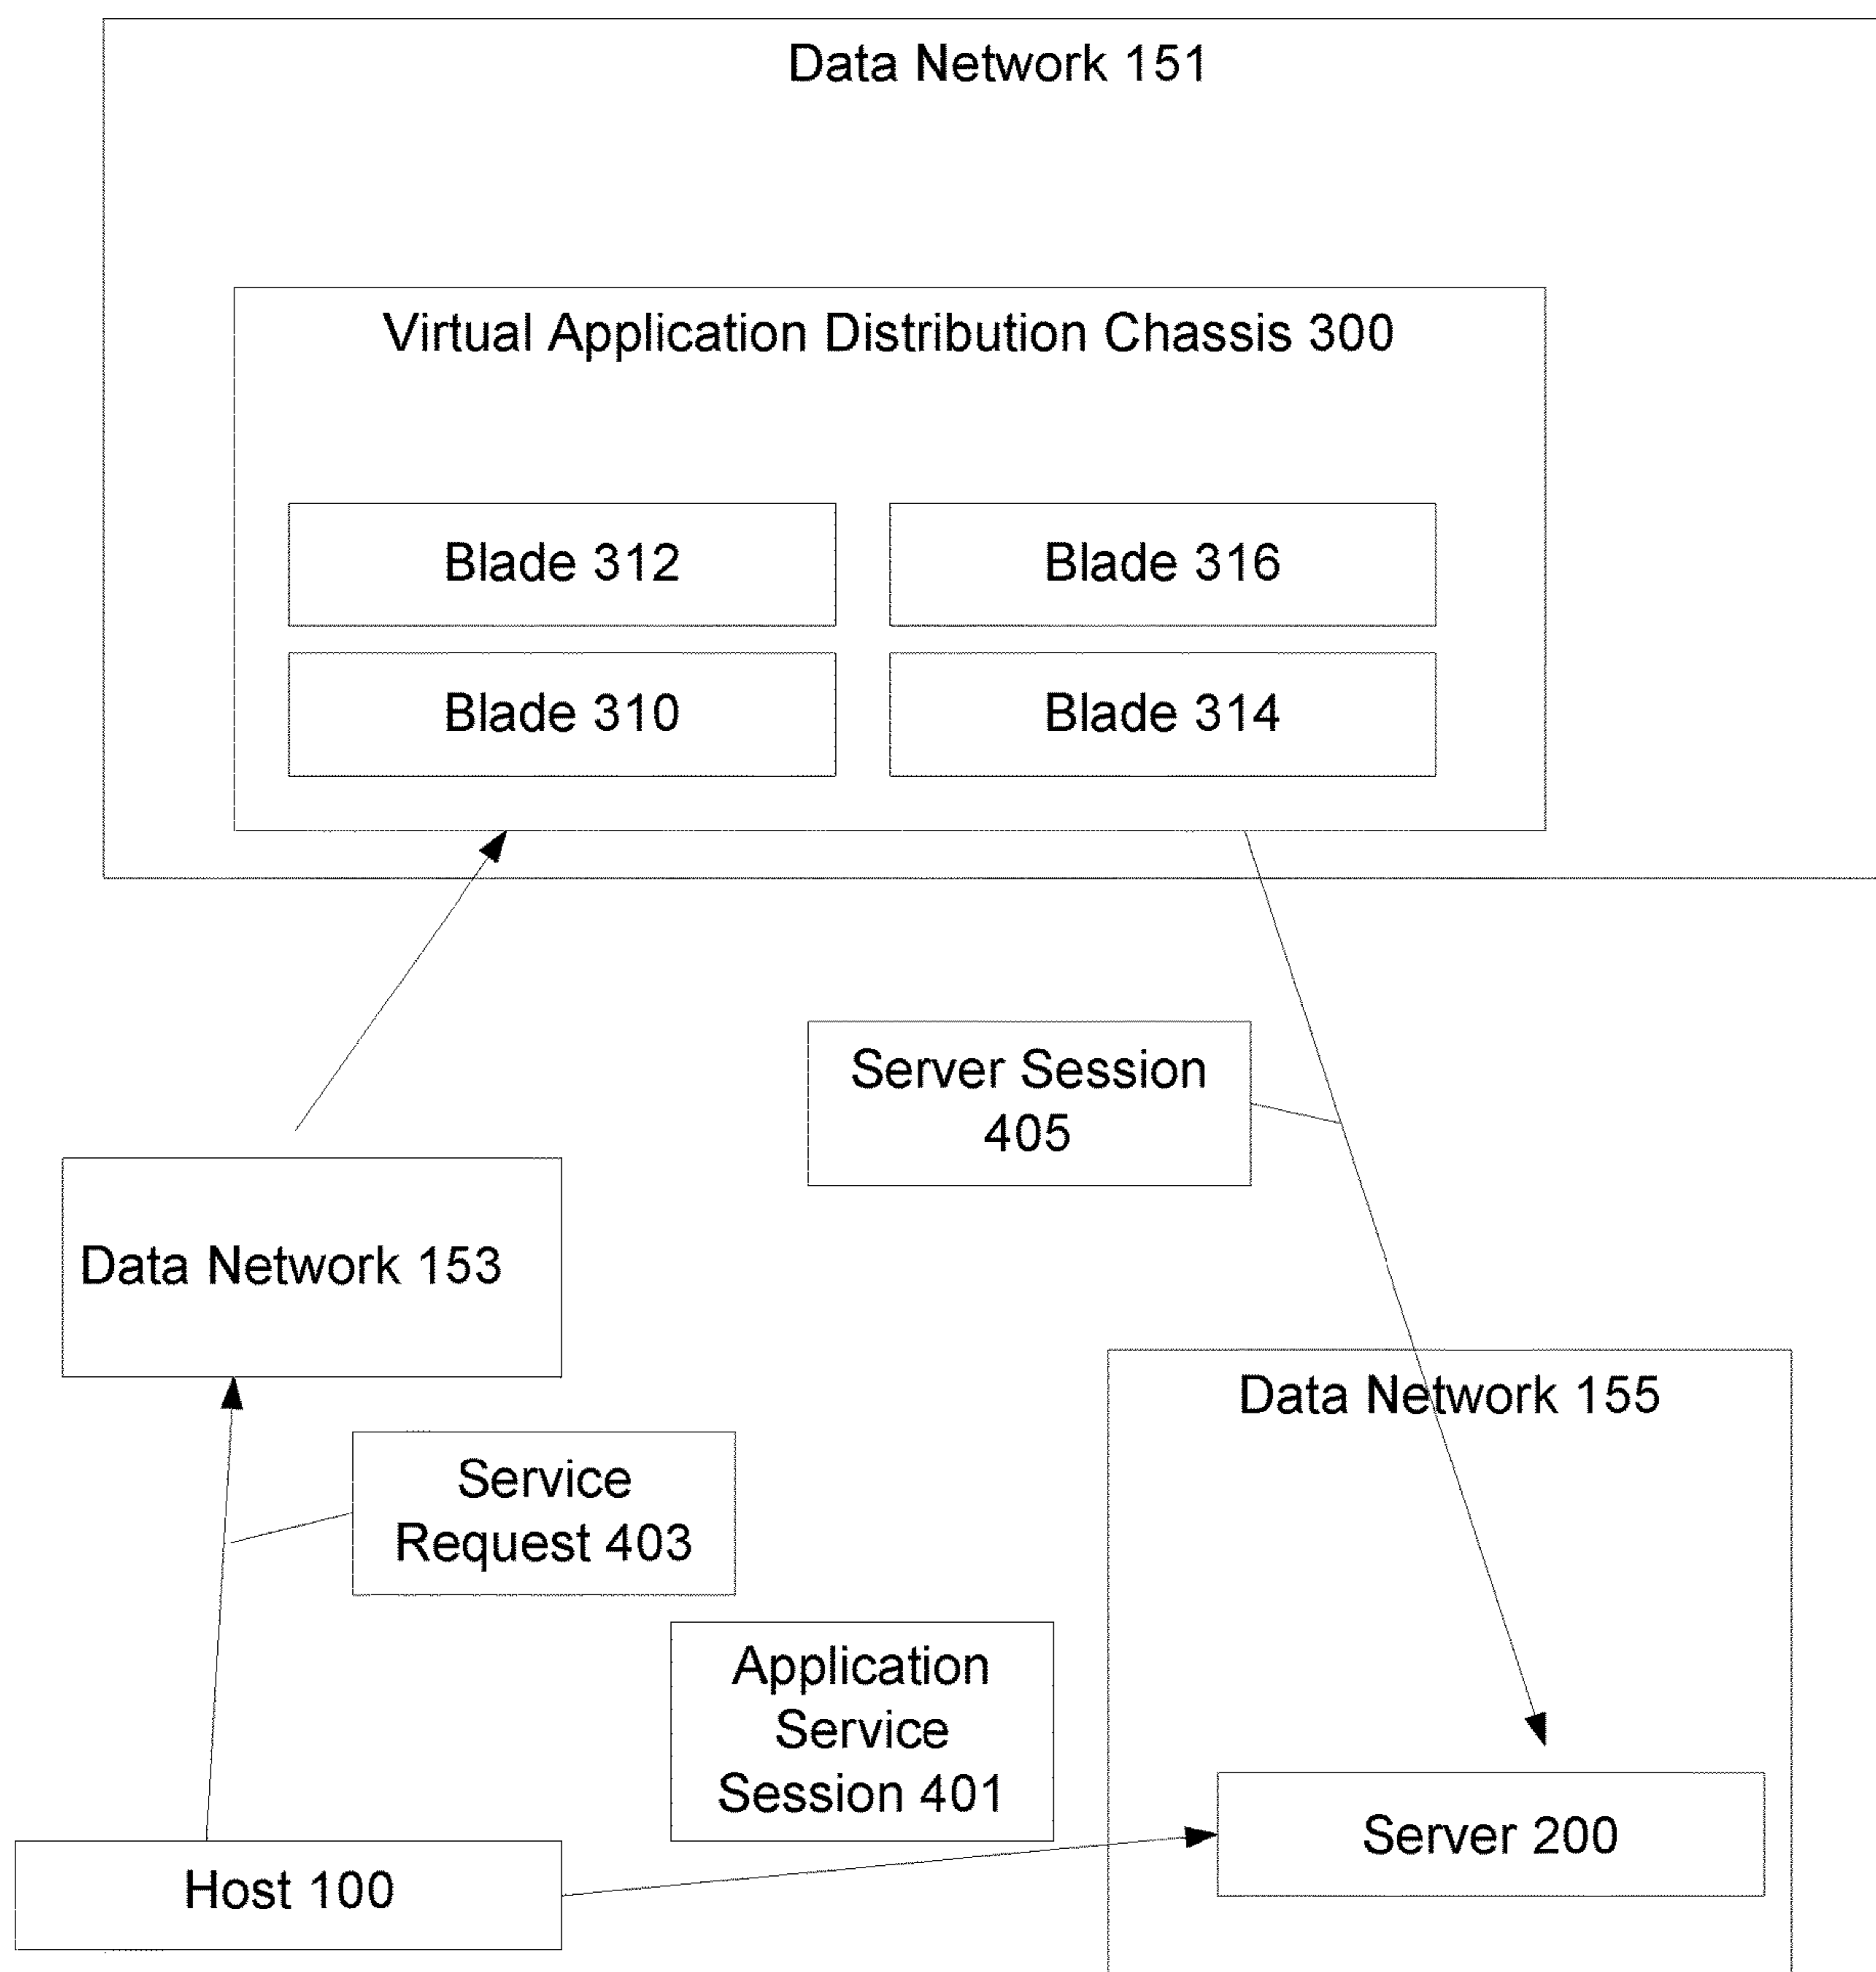 Data Network 151
Virtual Application Distribution Chassis 300
Blade 312
Blade 316
Blade 310
Blade 314
Server Session
405
Data Network 153
Data Network 155
Service
Request 403
Application
Service
Session 401
Server 200
Host 100